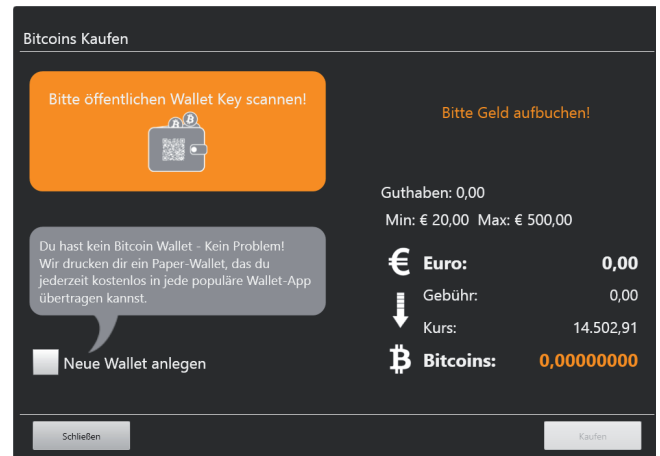 Bitcoins Kaufen
Bitte öffentlichen Wallet Key scannen!
Du hast kein Bitcoin Wallet - Kein Problem!
Wir drucken dir ein Paper-Wallet, das du
jederzeit kostenlos in jede populäre Wallet-App
übertragen kannst.
Neue Wallet anlegen
Bitte Geld aufbuchen!
Guthaben: 0,00
Min: € 20,00 Max: € 500,00
€ Euro: 0,00
Gebühr: 0,00
Kurs: 14.502,91
₿ Bitcoins: 0,00000000
Schließen
Kaufen